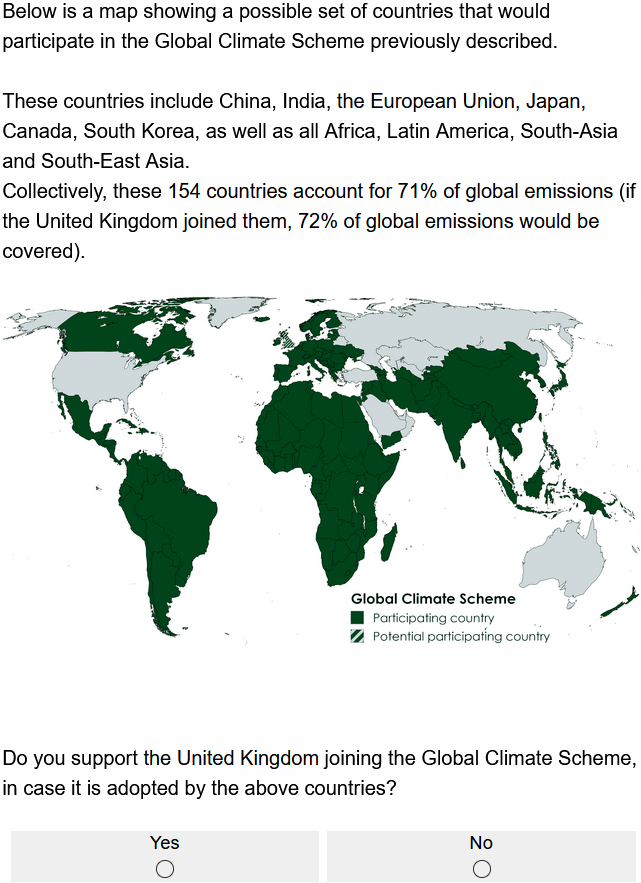 Below is a map showing a possible set of countries that would
participate in the Global Climate Scheme previously described.
These countries include China, India, the European Union, Japan,
Canada, South Korea, as well as all Africa, Latin America, South-Asia
and South-East Asia.
Collectively, these 154 countries account for 71% of global emissions (if
the United Kingdom joined them, 72% of global emissions would be
covered).
Global Climate Scheme
Participating country
Potential participating country
Do you support the United Kingdom joining the Global Climate Scheme,
in case it is adopted by the above countries?
Yes No